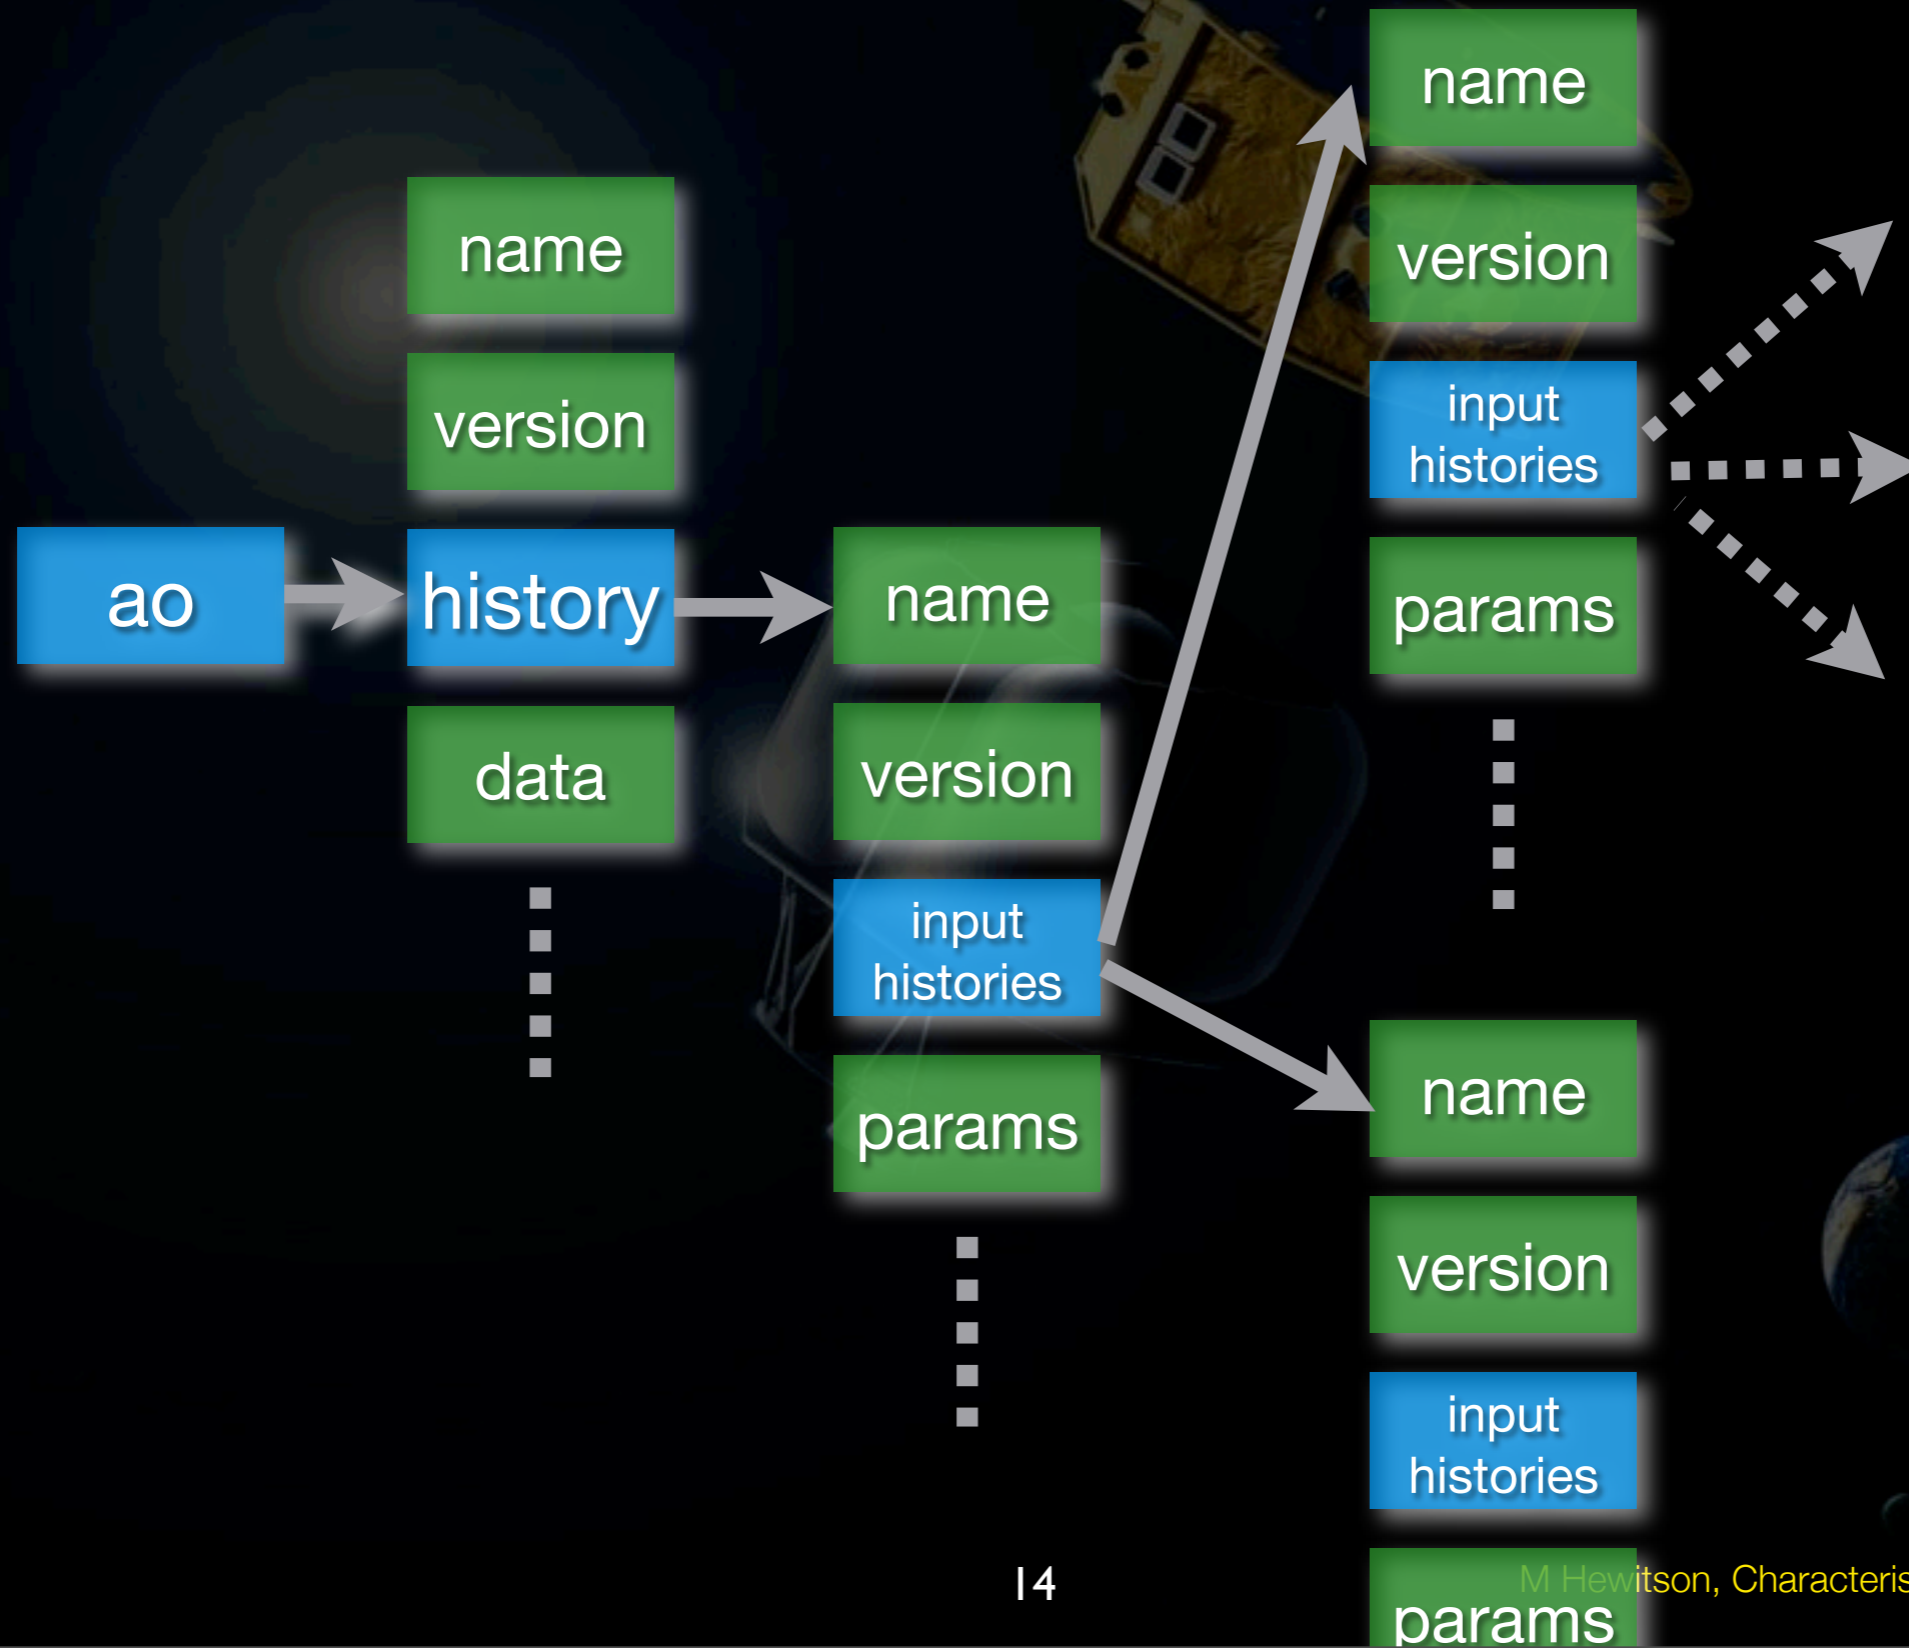 ao
name
version
history
data
name
version
input
histories
params
name
version
input
histories
params
name
version
input
histories
params
14
M Hewitson, Characteris